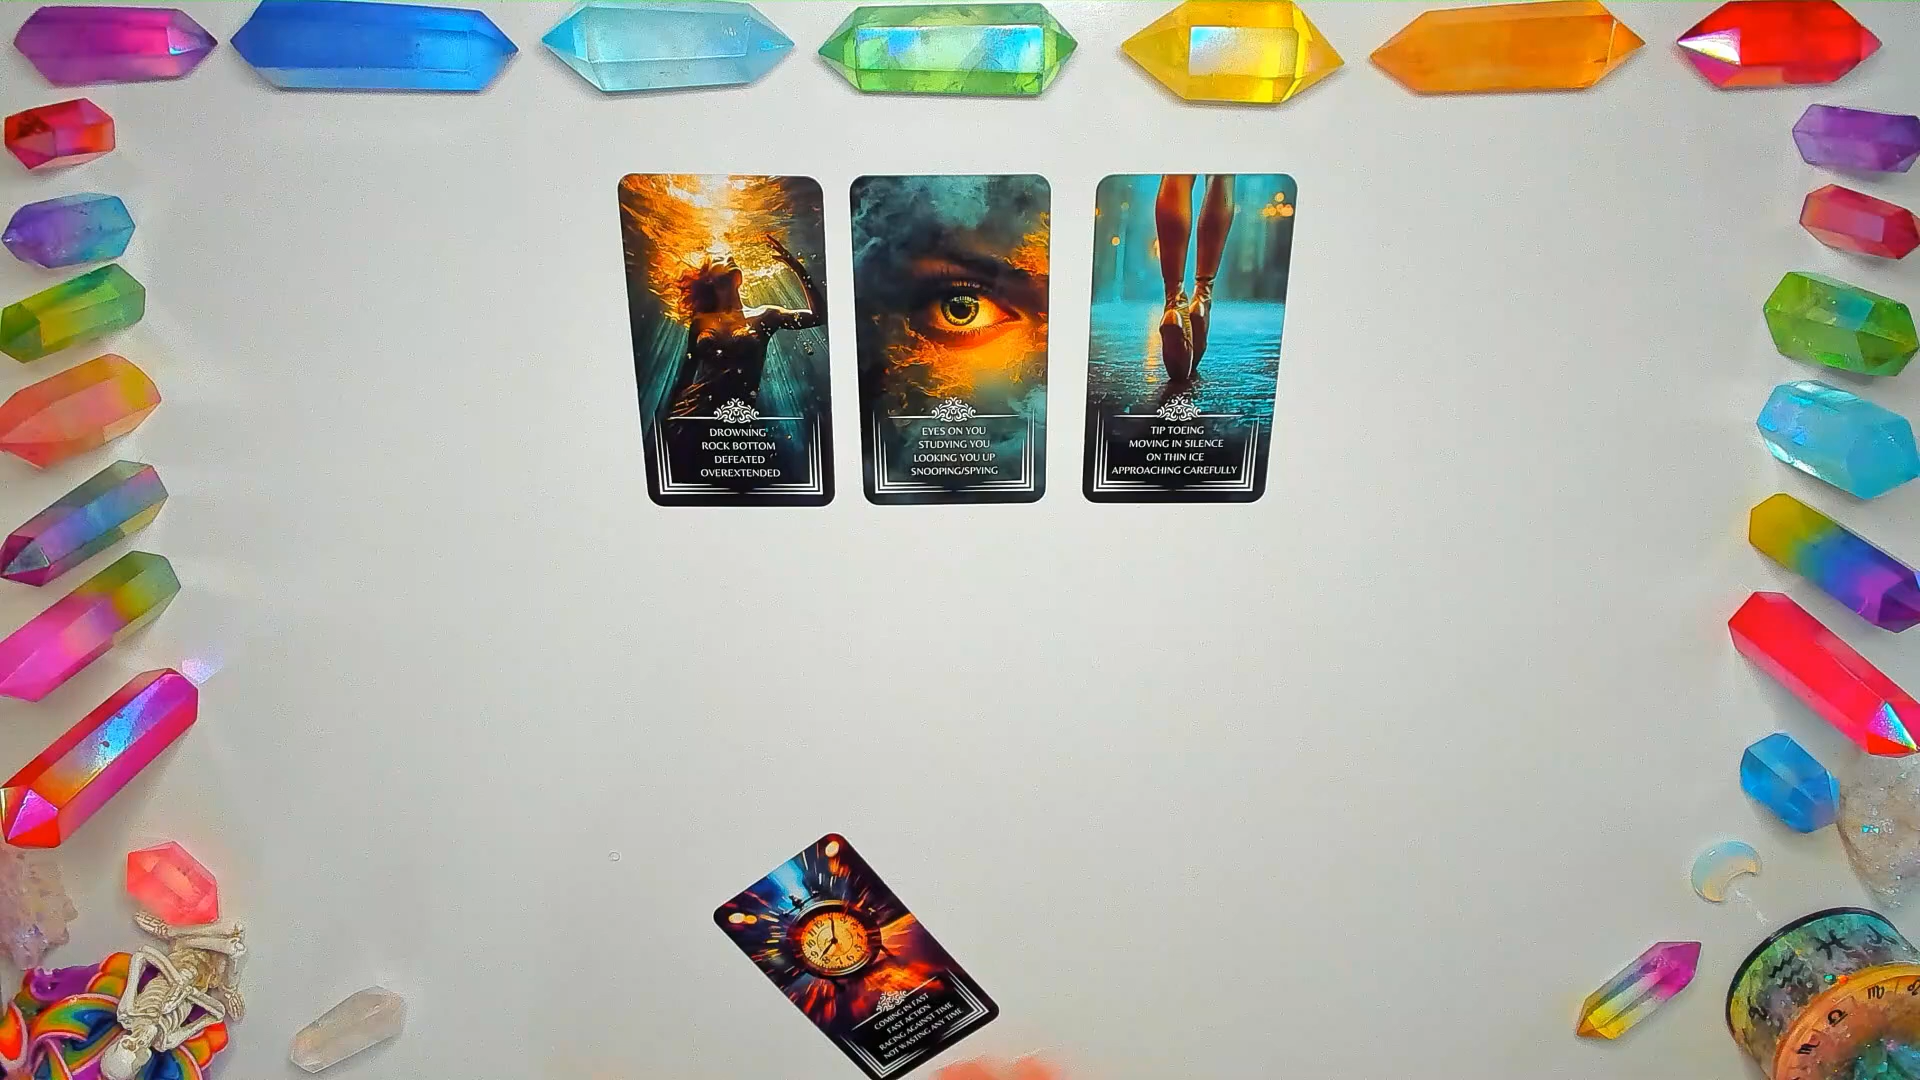 DROWNING
ROCK BOTTOM
DEFEATED
OVEREXTENDED
EYES ON YOU
STUDYING YOU
LOOKING YOU UP
SNOOPING/SPYING
TIP TOEING
MOVING IN SILENCE
ON THIN ICE
APPROACHING CAREFULLY
COMING IN FAST
FAST ACTION
RACING AGAINST TIME
NOT WASTING ANY TIME